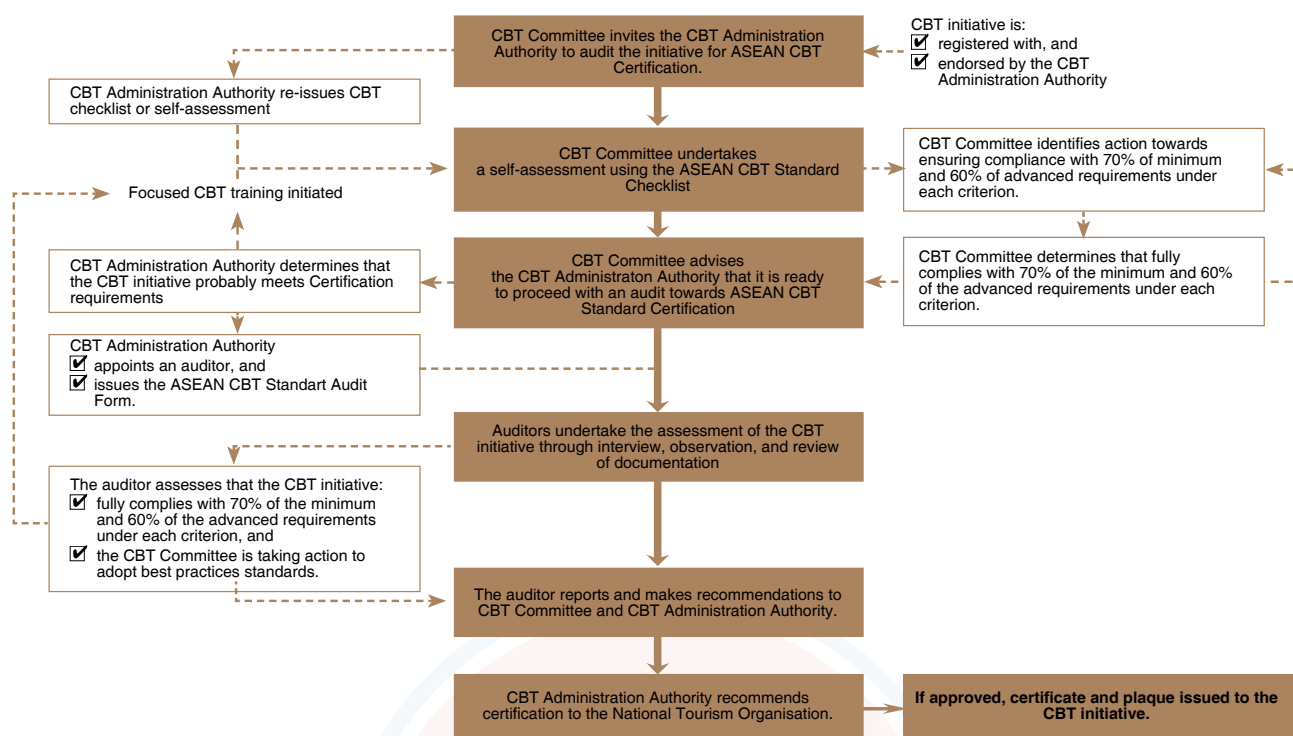 CBT Committee invites the CBT Administration
Authority to audit the initiative for ASEAN CBT
Certification.
CBT initiative is:
registered with, and
endorsed by the CBT
Administration Authority
CBT Administration Authority re-issues CBT
checklist or self-assessment
CBT Committee undertakes
a self-assessment using the ASEAN CBT Standard
Checklist
CBT Committee identifies action towards
ensuring compliance with 70% of minimum
and 60% of advanced requirements under
each criterion.
Focused CBT training initiated
CBT Administration Authority determines that
the CBT initiative probably meets Certification
requirements
CBT Committee advises
the CBT Administraton Authority that it is ready
to proceed with an audit towards ASEAN CBT
Standard Certification
CBT Committee determines that fully
complies with 70% of the minimum and 60%
of the advanced requirements under each
criterion.
CBT Administration Authority
appoints an auditor, and
issues the ASEAN CBT Standart Audit
Form.
Auditors undertake the assessment of the CBT
initiative through interview, observation, and review
of documentation
The auditor assesses that the CBT initiative:
fully complies with 70% of the minimum
and 60% of the advanced requirements
under each criterion, and
the CBT Committee is taking action to
adopt best practices standards.
The auditor reports and makes recommendations to
CBT Committee and CBT Administration Authority.
CBT Administration Authority recommends
certification to the National Tourism Organisation.
If approved, certificate and plaque issued to the
CBT initiative.